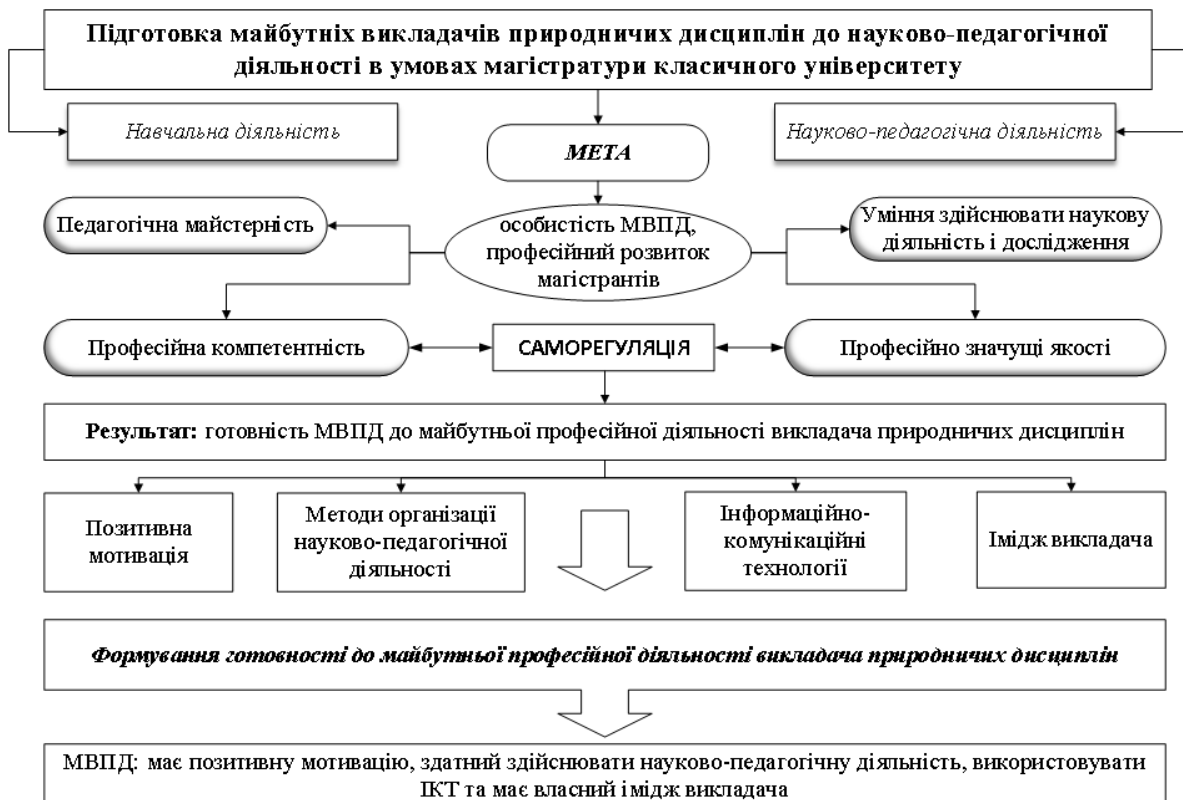 Підготовка майбутніх викладачів природничих дисциплін до науково-педагогічної
діяльності в умовах магістратури класичного університету
Навчальна діяльність
МЕТА
Науково-педагогічна діяльність
Педагогічна майстерність
особистість МВПД,
професійний розвиток
магістрантів
Уміння здійснювати наукову
діяльність і дослідження
Професійна компетентність
САМОРЕГУЛЯЦІЯ
Професійно значущі якості
Результат: готовність МВПД до майбутньої професійної діяльності викладача природничих дисциплін
Позитивна
мотивація
Методи організації
науково-педагогічної
діяльності
Інформаційно-
комунікаційні
технології
Імідж викладача
Формування готовності до майбутньої професійної діяльності викладача природничих дисциплін
МВПД: має позитивну мотивацію, здатний здійснювати науково-педагогічну діяльність, використовувати
ІКТ та має власний імідж викладача